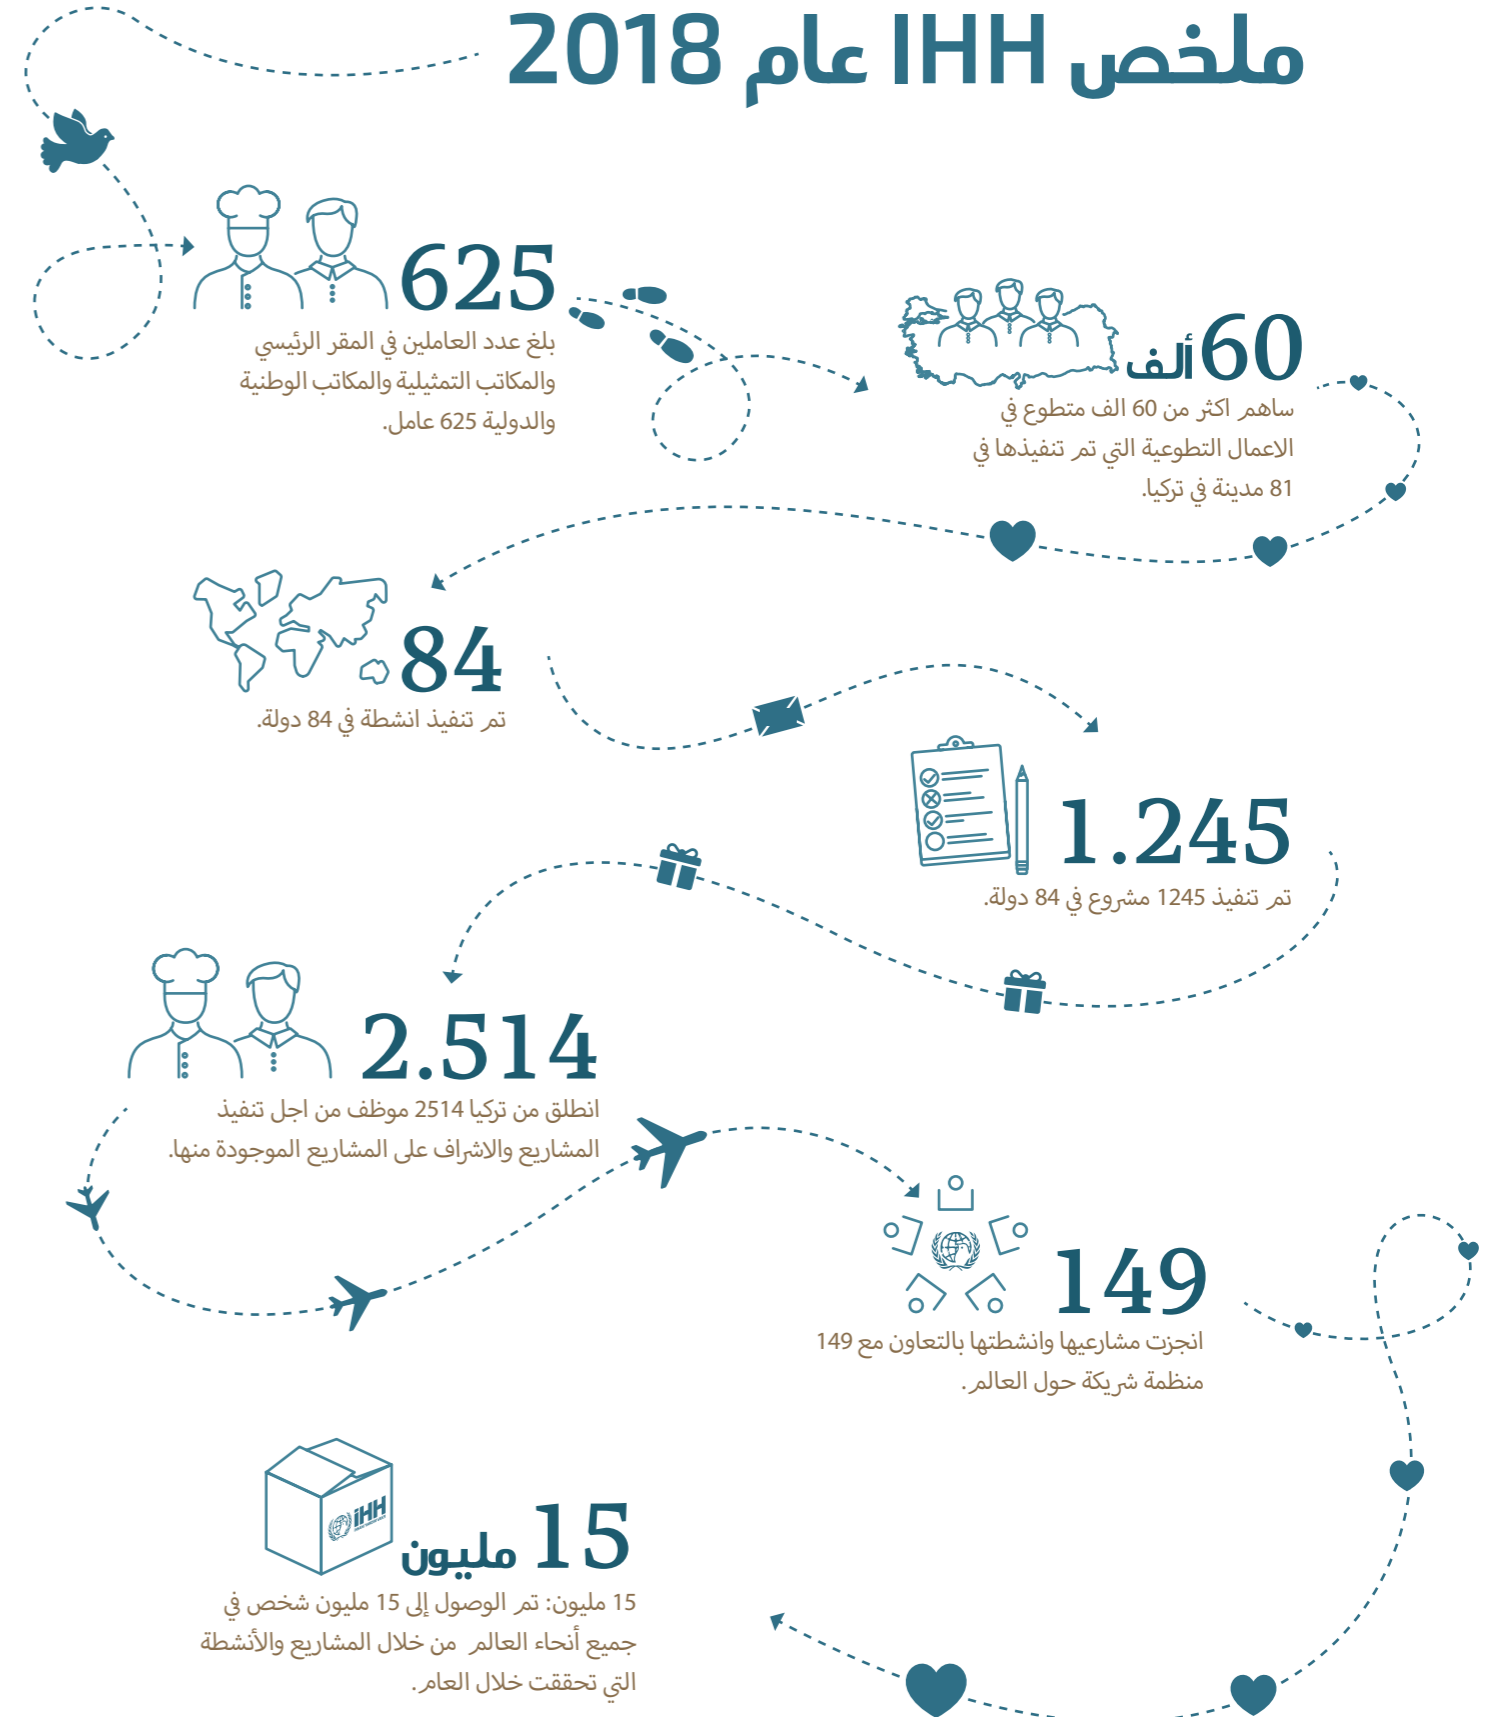 ملخص IHH عام 2018
625
بلغ عدد العاملين في المقر الرئيسي
والمكاتب التمثيلية والمكاتب الوطنية
والدولية 625 عامل.
60 ألف
ساهم اكثر من 60 الف متطوع في
الاعمال التطوعية التي تم تنفيذها في
81 مدينة في تركيا.
84
تم تنفيذ انشطة في 84 دولة.
1.245
تم تنفيذ 1245 مشروع في 84 دولة.
2.514
انطلق من تركيا 2514 موظف من اجل تنفيذ
المشاريع والاشراف على المشاريع الموجودة منها.
149
انجزت مشارعيها وانشطتها بالتعاون مع 149
منظمة شريكة حول العالم.
iHH
15 مليون
15 مليون: تم الوصول إلى 15 مليون شخص في
جميع أنحاء العالم من خلال المشاريع والأنشطة
التي تحققت خلال العام.